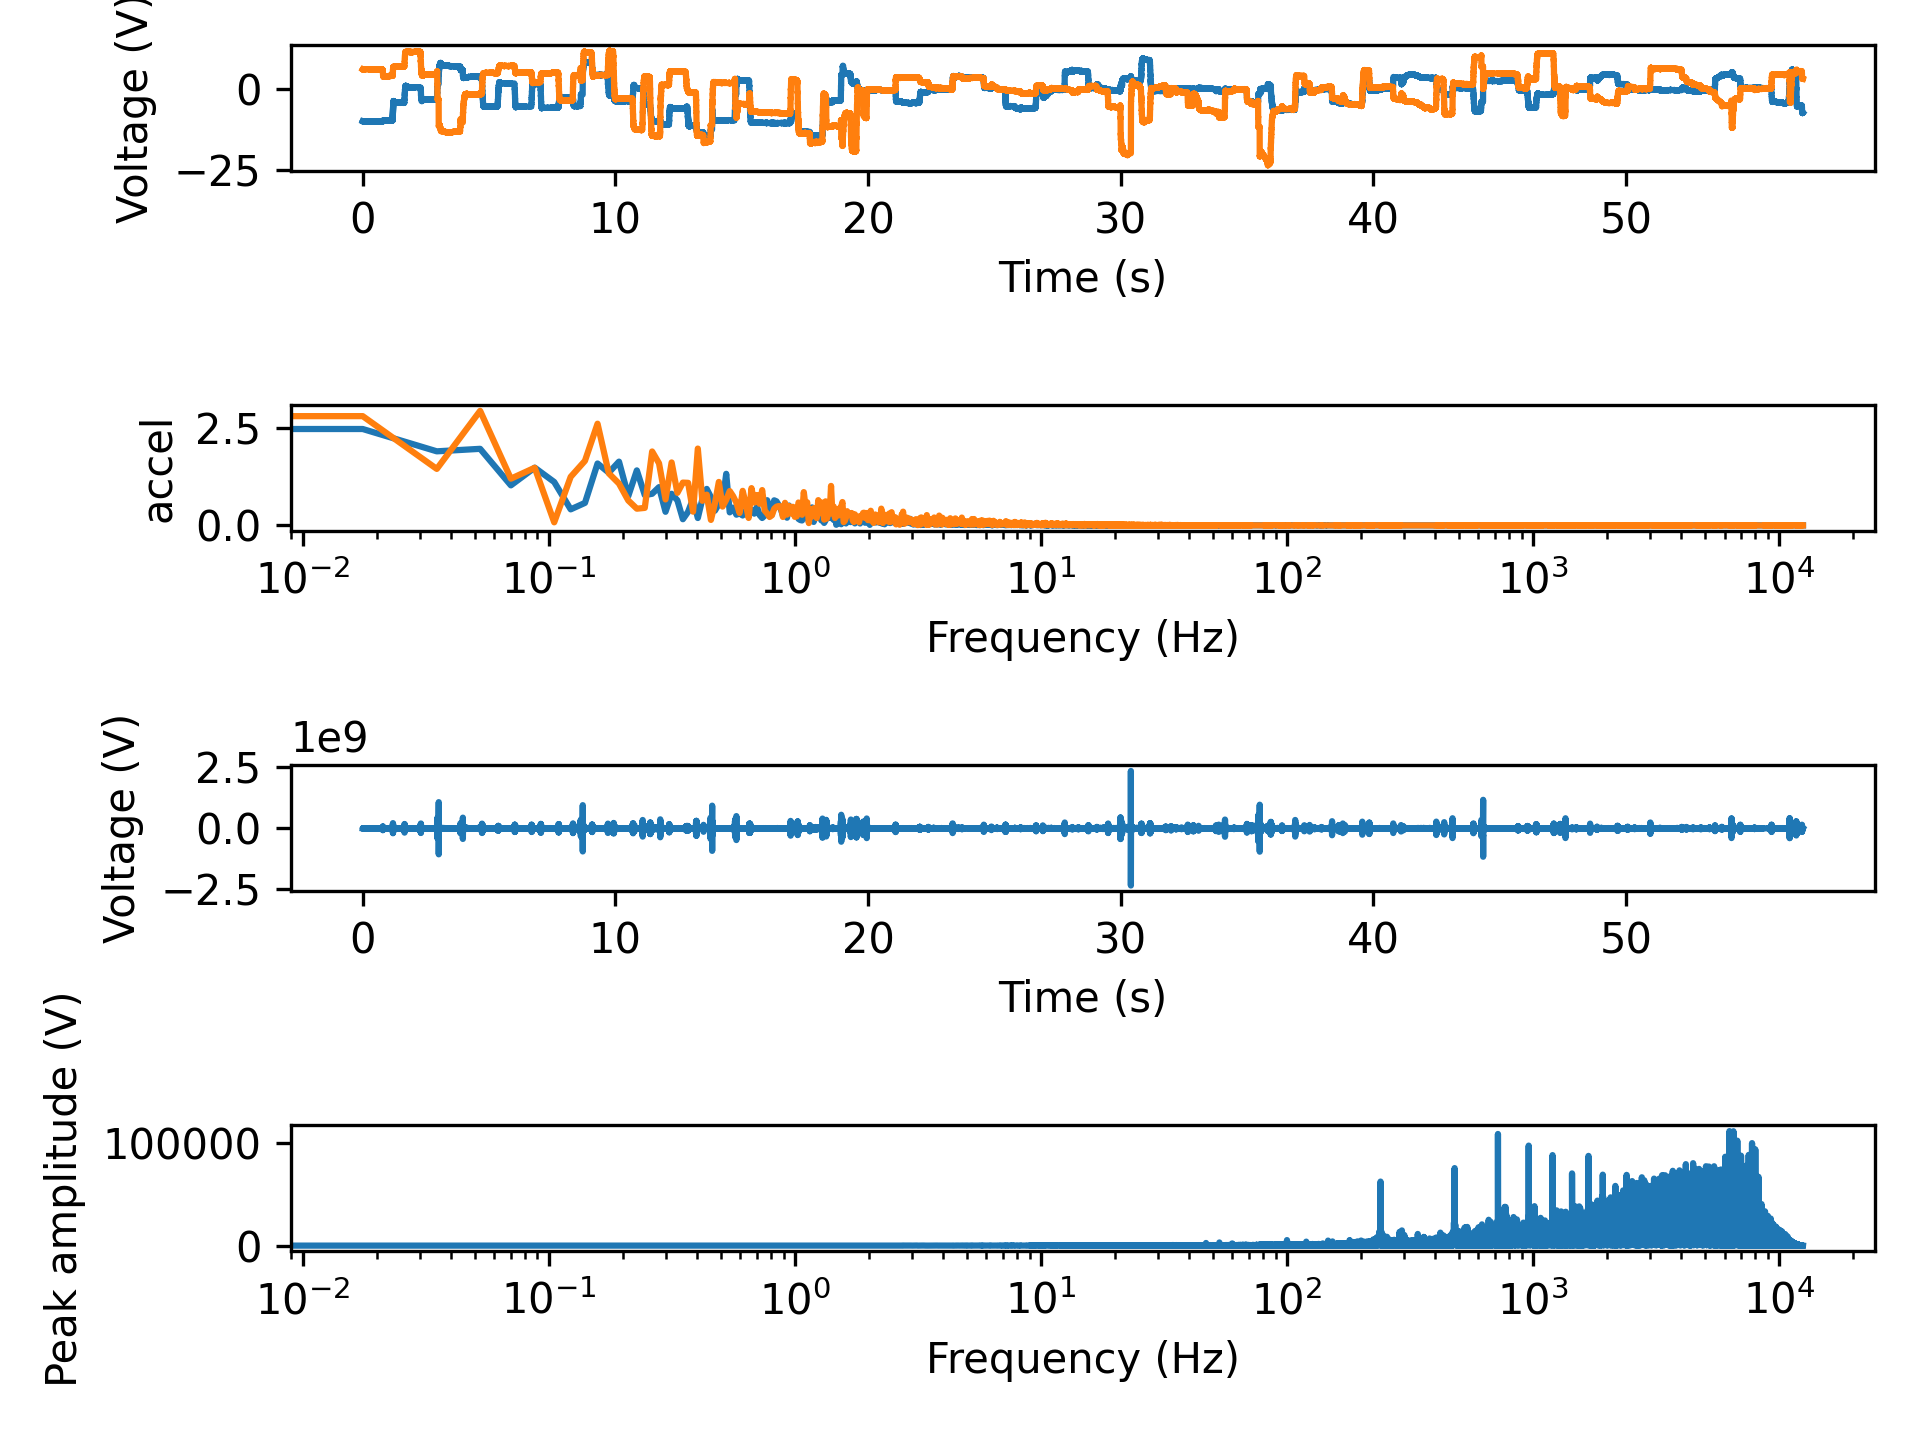 Voltage (V)
0
−25
0 10 20 30 40 50
Time (s)
accel
2.5
0.0
10⁻² 10⁻¹ 10⁰ 10¹ 10² 10³ 10⁴
Frequency (Hz)
1e9
Voltage (V)
2.5
0.0
−2.5
0 10 20 30 40 50
Time (s)
Peak amplitude (V)
100000
0
10⁻² 10⁻¹ 10⁰ 10¹ 10² 10³ 10⁴
Frequency (Hz)